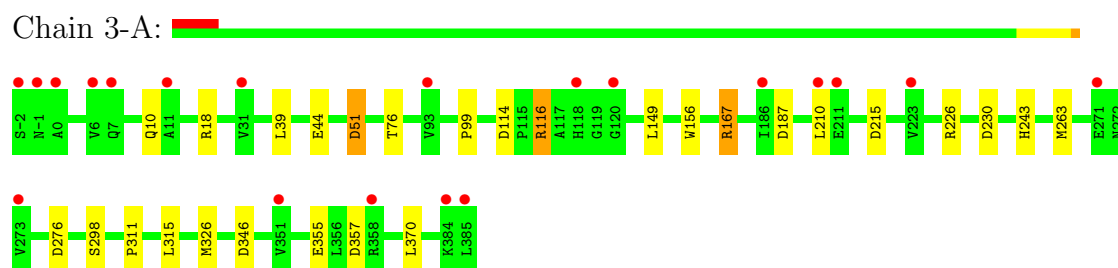 Chain 3-A:
S-2 N-1 A0 V6 Q7 Q10 A11 R18 V31 L39 E44 D51 T76 V93 P99 D114 P115 R116 A117 H118 G119 G120 L149 W156 R167 I186 D187 L210 E211 D215 V223 R226 D230 H243 M263 E271 N272
V273 D276 S298 P311 L315 M326 D346 V351 E355 L356 D357 R358 L370 K384 L385